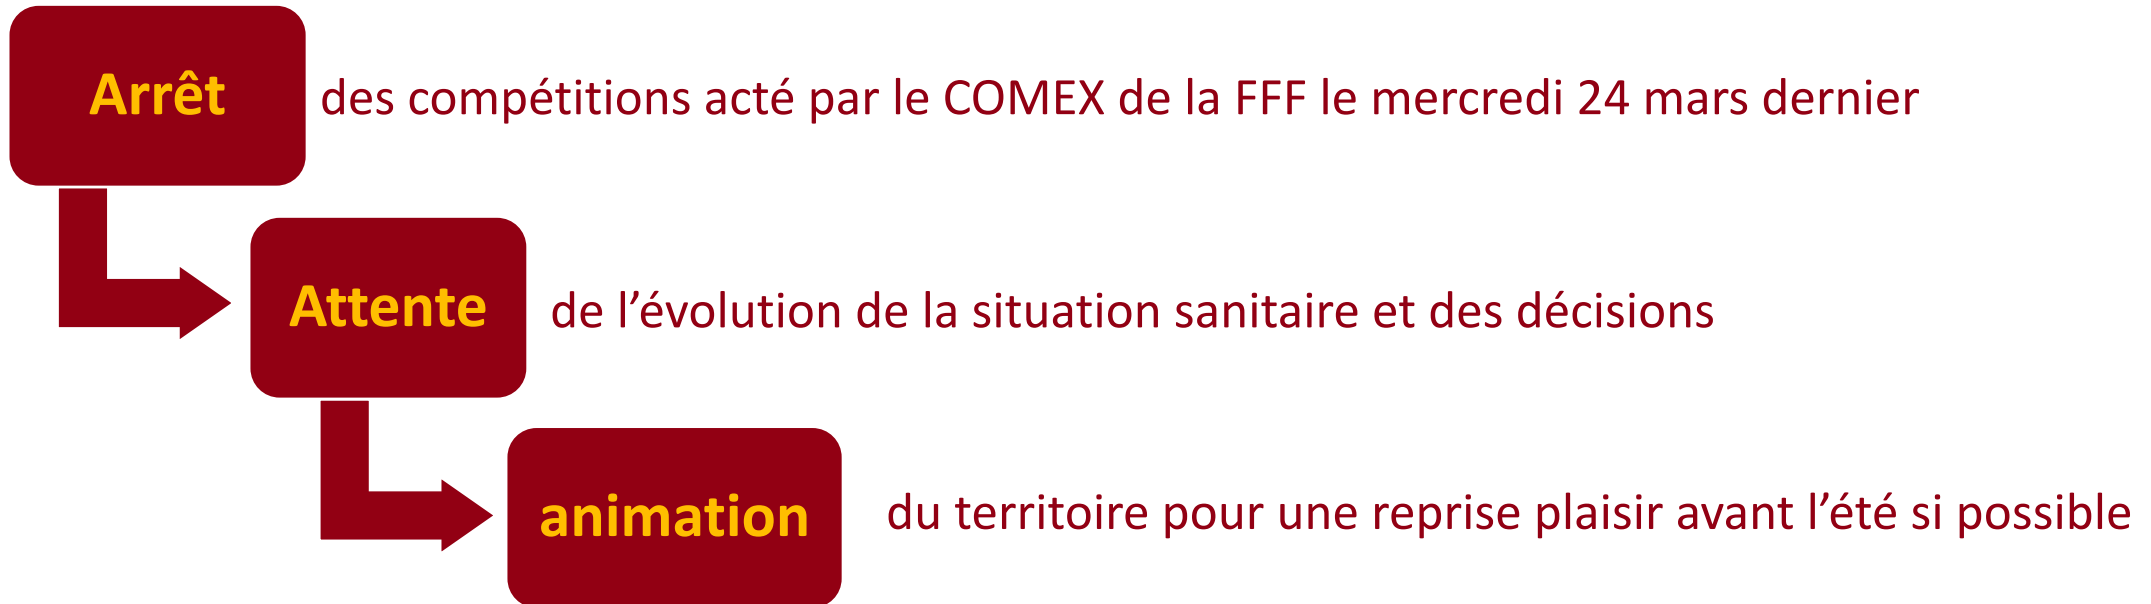 Arrêt des compétitions acté par le COMEX de la FFF le mercredi 24 mars dernier
Attente de l’évolution de la situation sanitaire et des décisions
animation du territoire pour une reprise plaisir avant l’été si possible